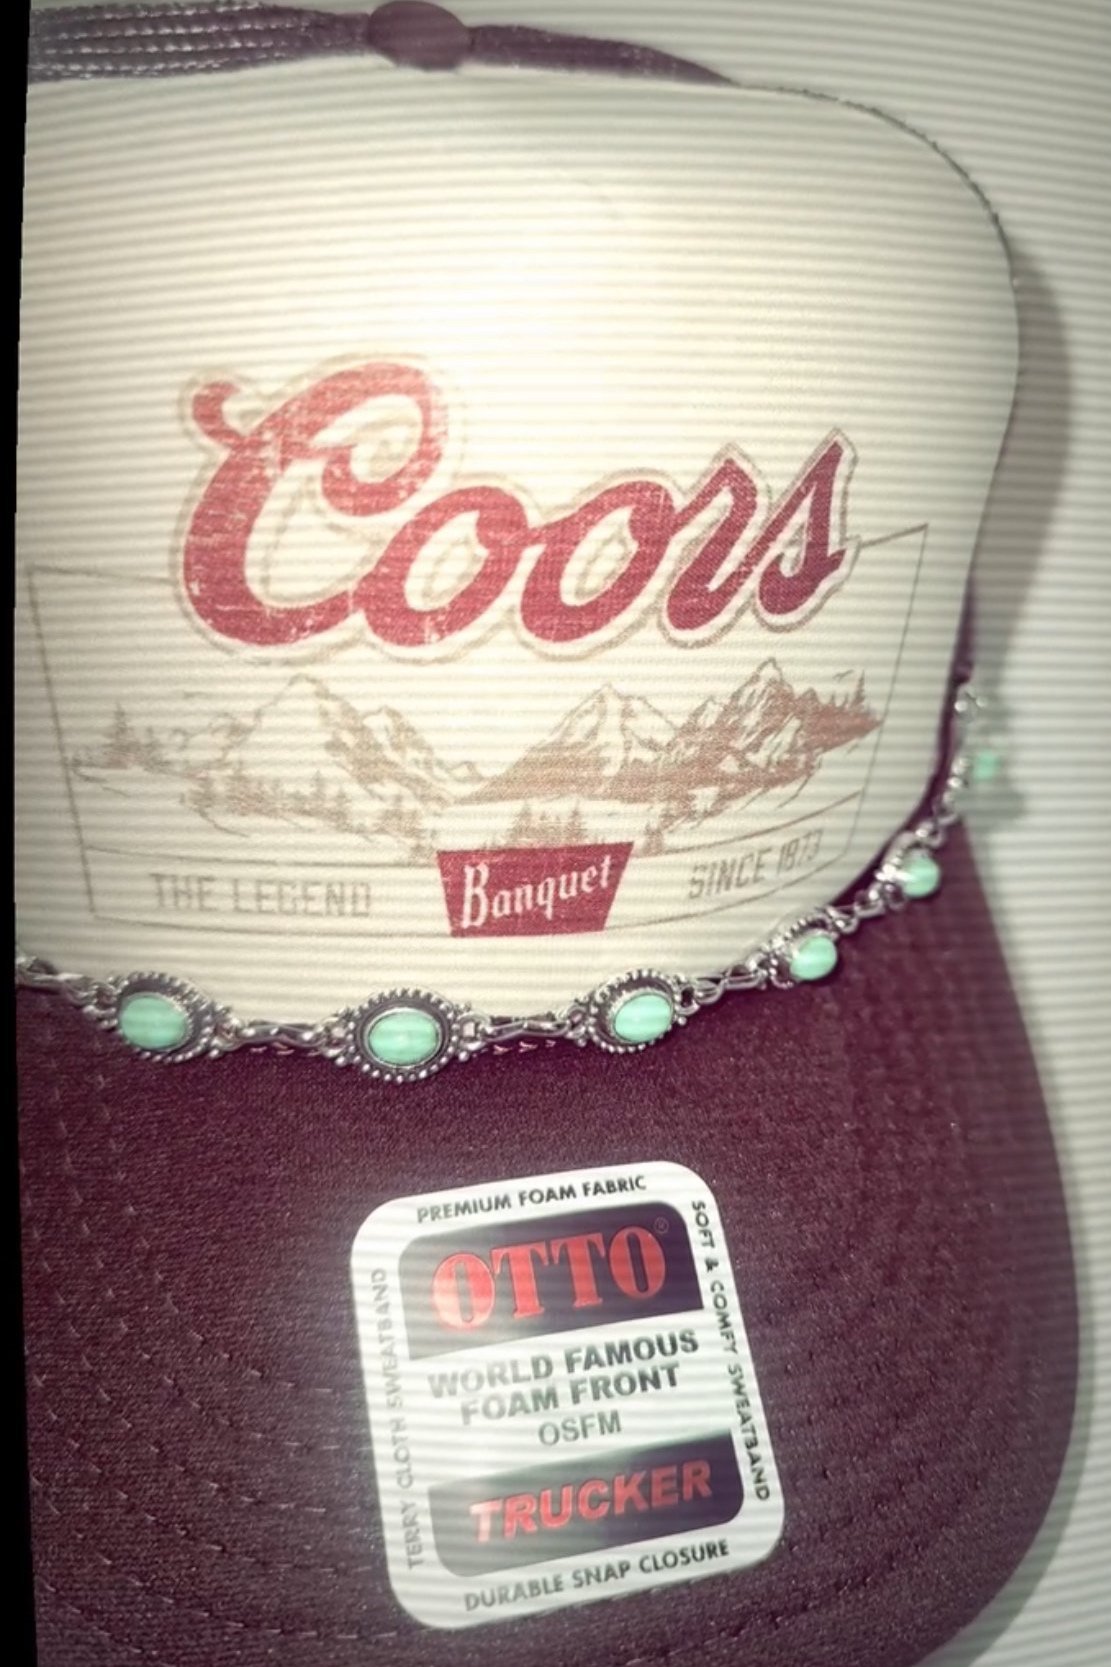 Coors
THE LEGEND
Banquet
SINCE 1873
PREMIUM FOAM FABRIC
OTTO®
WORLD FAMOUS
FOAM FRONT
OSFM
TRUCKER
DURABLE SNAP CLOSURE
TERRY CLOTH SWEATBAND
SOFT & COMFY SWEATBAND